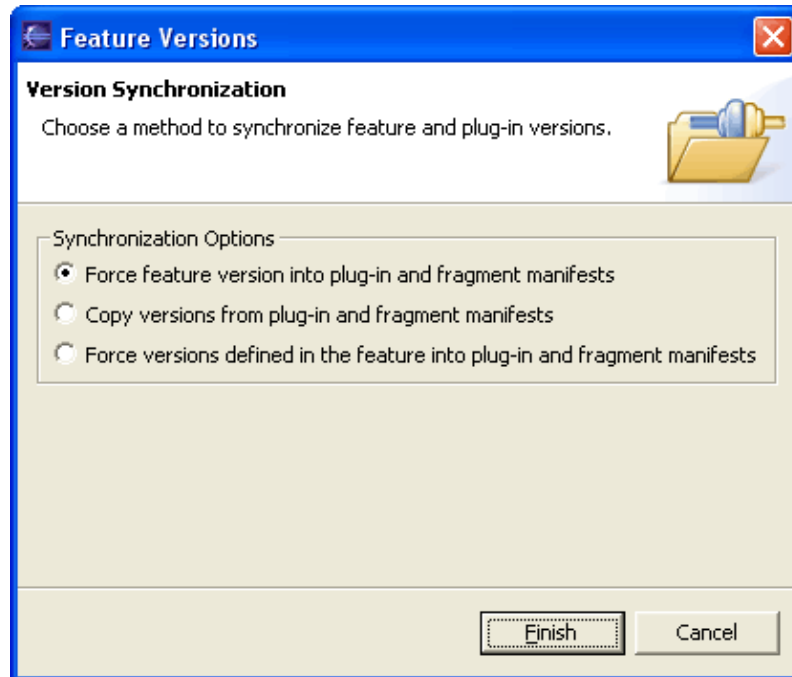 Feature Versions
Version Synchronization
Choose a method to synchronize feature and plug-in versions.
Synchronization Options
Force feature version into plug-in and fragment manifests
Copy versions from plug-in and fragment manifests
Force versions defined in the feature into plug-in and fragment manifests
Finish
Cancel